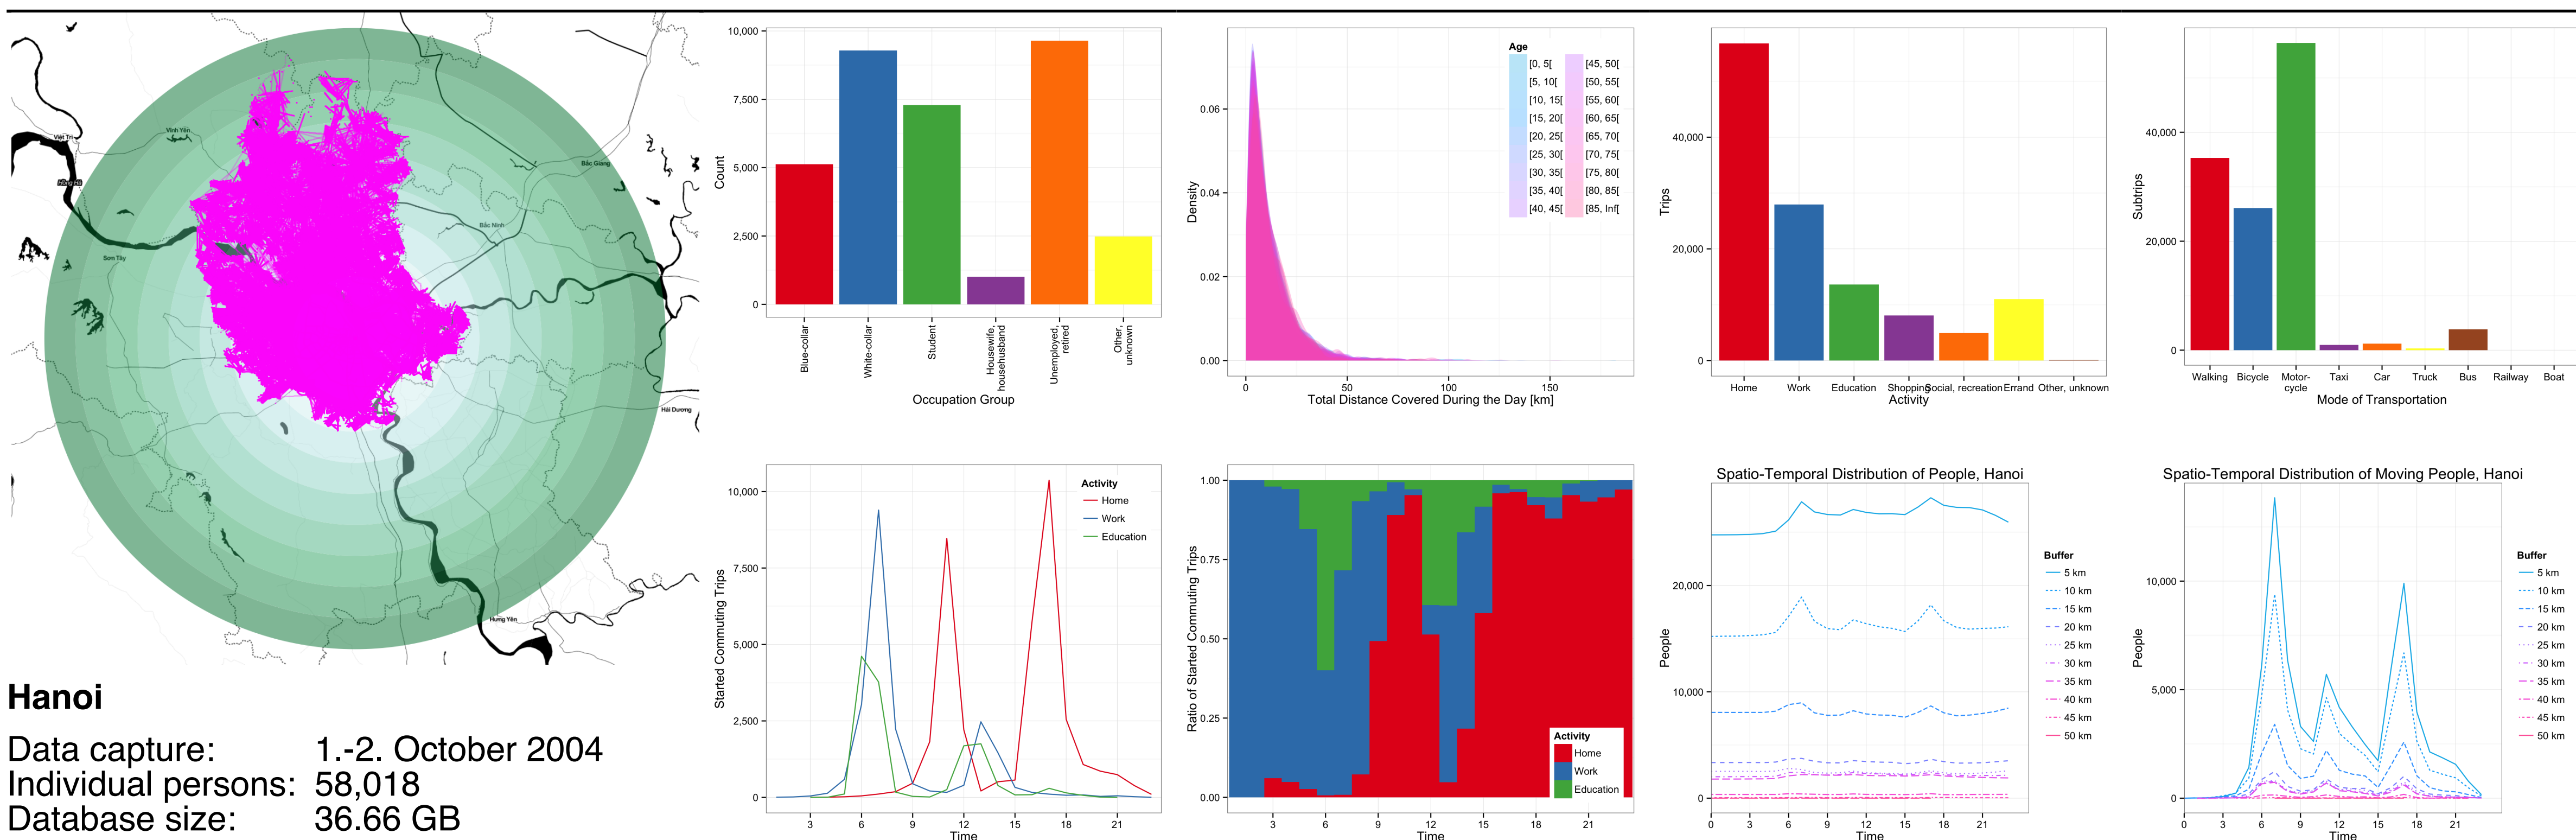 Việt Trì
Vĩnh Yên
Hồng Hà
Sơn Tây
Bắc Giang
Bắc Ninh
Hải Dương
Hưng Yên
Hanoi
Data capture: 1.-2. October 2004
Individual persons: 58,018
Database size: 36.66 GB
10,000
7,500
5,000
2,500
0
Count
Blue-collar
White-collar
Student
Housewife,
househusband
Unemployed,
retired
Other,
unknown
Occupation Group
Age
[0, 5[
[5, 10[
[10, 15[
[15, 20[
[20, 25[
[25, 30[
[30, 35[
[35, 40[
[40, 45[
[45, 50[
[50, 55[
[55, 60[
[60, 65[
[65, 70[
[70, 75[
[75, 80[
[80, 85[
[85, Inf[
0.06
0.04
0.02
0.00
Density
0 50 100 150
Total Distance Covered During the Day [km]
40,000
20,000
0
Trips
Home Work Education Shopping Social, recreation Errand Other, unknown
Activity
40,000
20,000
0
Subtrips
Walking Bicycle Motor-
cycle Taxi Car Truck Bus Railway Boat
Mode of Transportation
10,000
7,500
5,000
2,500
0
Started Commuting Trips
Activity
Home
Work
Education
3 6 9 12 15 18 21
Time
1.00
0.75
0.50
0.25
0.00
Ratio of Started Commuting Trips
Activity
Home
Work
Education
3 6 9 12 15 18 21
Time
Spatio-Temporal Distribution of People, Hanoi
20,000
10,000
0
People
0 3 6 9 12 15 18 21
Time
Buffer
5 km
10 km
15 km
20 km
25 km
30 km
35 km
40 km
45 km
50 km
Spatio-Temporal Distribution of Moving People, Hanoi
10,000
5,000
0
People
0 3 6 9 12 15 18 21
Time
Buffer
5 km
10 km
15 km
20 km
25 km
30 km
35 km
40 km
45 km
50 km